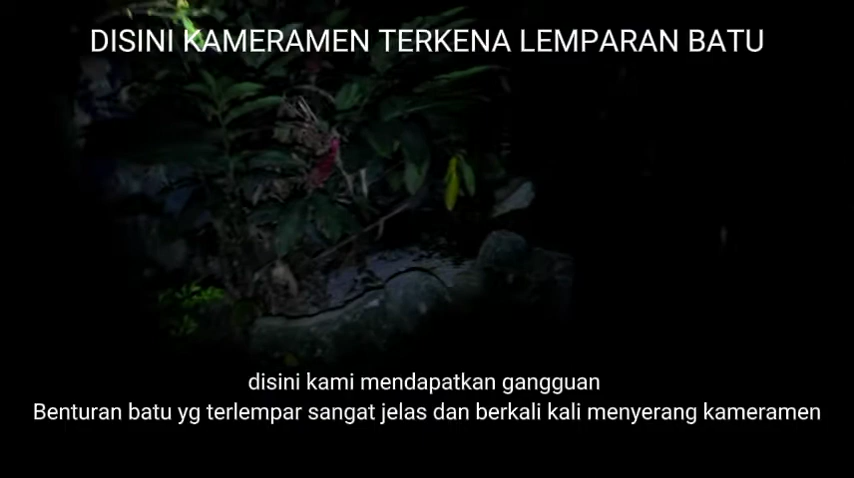 DISINI KAMERAMEN TERKENA LEMPARAN BATU
disini kami mendapatkan gangguan
Benturan batu yg terlempar sangat jelas dan berkali kali menyerang kameramen